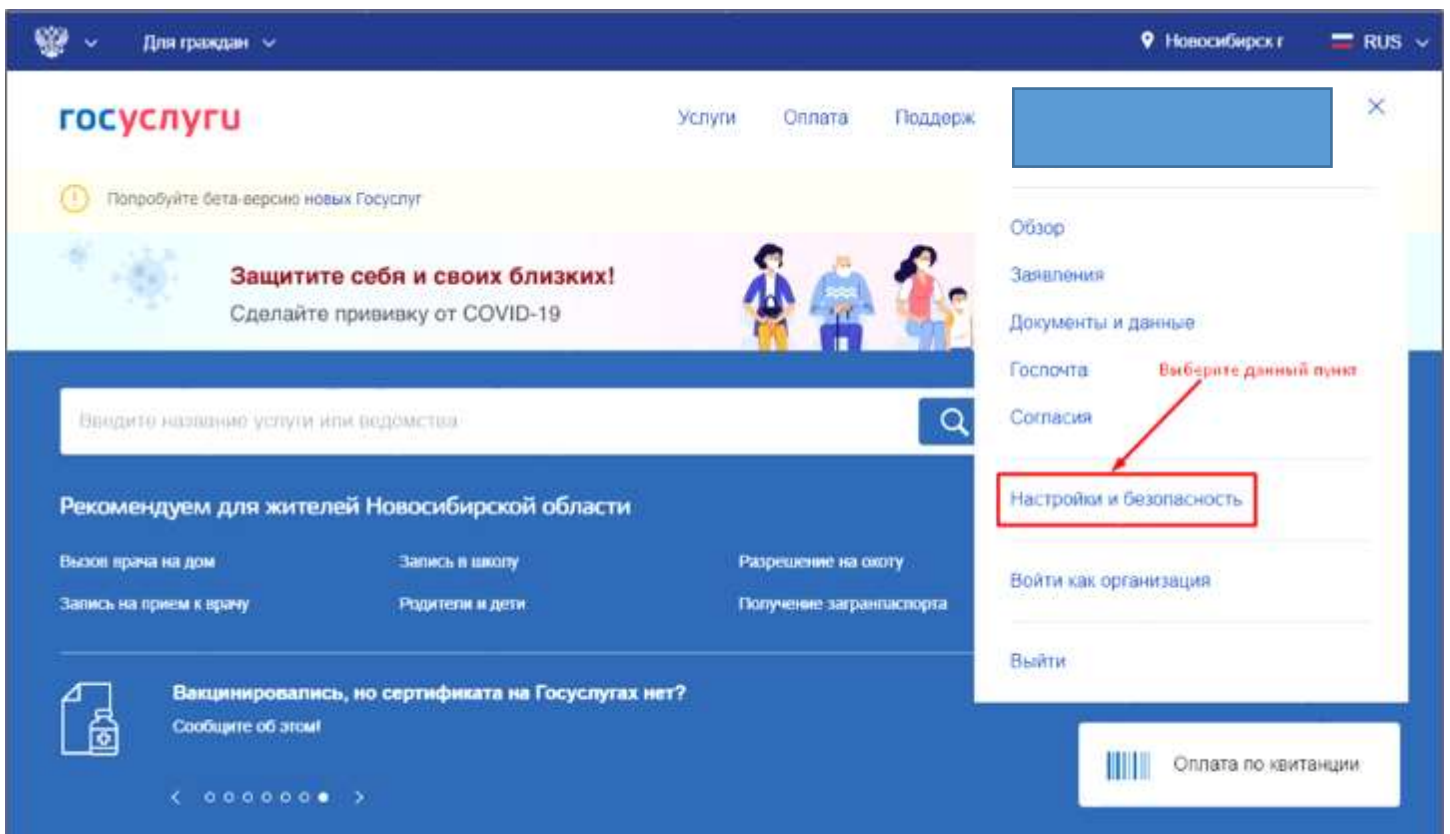 Для граждан
Новосибирск г
RUS
госуслуги
Услуги
Оплата
Поддерж
Попробуйте бета-версию новых Госуслуг
Защитите себя и своих близких!
Сделайте прививку от COVID-19
Введите название услуги или ведомства
Рекомендуем для жителей Новосибирской области
Вызов врача на дом
Запись в школу
Разрешение на охоту
Запись на прием к врачу
Родители и дети
Получение загранпаспорта
Вакцинировались, но сертификата на Госуслугах нет?
Сообщите об этом!
Обзор
Заявления
Документы и данные
Госпочта
Выберите данный пункт
Согласия
Настройки и безопасность
Войти как организация
Выйти
Оплата по квитанции